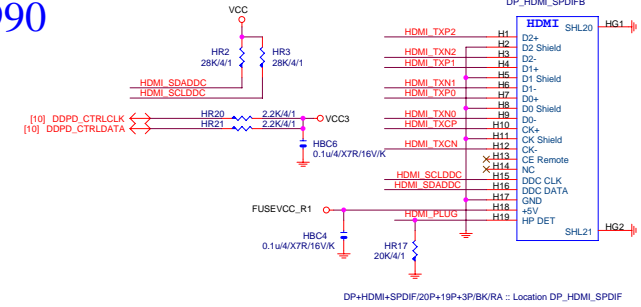 990
DP_HDMI_SPDIFB
VCC
HR2
28K/4/1
HR3
28K/4/1
HDMI_SDADDC
HDMI_SCLDDC
[10] DDPD_CTRLCLK
HR20
2.2K/4/1
VCC3
[10] DDPD_CTRLDATA
HR21
2.2K/4/1
HBC6
0.1u/4/X7R/16V/K
FUSEVCC_R1
HBC4
0.1u/4/X7R/16V/K
HR17
20K/4/1
HDMI
SHL20
HG1
HDMI_TXP2
H1
D2+
H2
D2 Shield
HDMI_TXN2
H3
D2-
HDMI_TXP1
H4
D1+
H5
D1 Shield
HDMI_TXN1
H6
D1-
HDMI_TXP0
H7
D0+
H8
D0 Shield
HDMI_TXN0
H9
D0-
HDMI_TXCP
H10
CK+
H11
CK Shield
HDMI_TXCN
H12
CK-
H13
CE Remote
H14
NC
HDMI_SCLDDC
H15
DDC CLK
HDMI_SDADDC
H16
DDC DATA
H17
GND
H18
+5V
HDMI_PLUG
H19
HP DET
SHL21
HG2
DP+HDMI+SPDIF/20P+19P+3P/BK/RA :: Location DP_HDMI_SPDIF